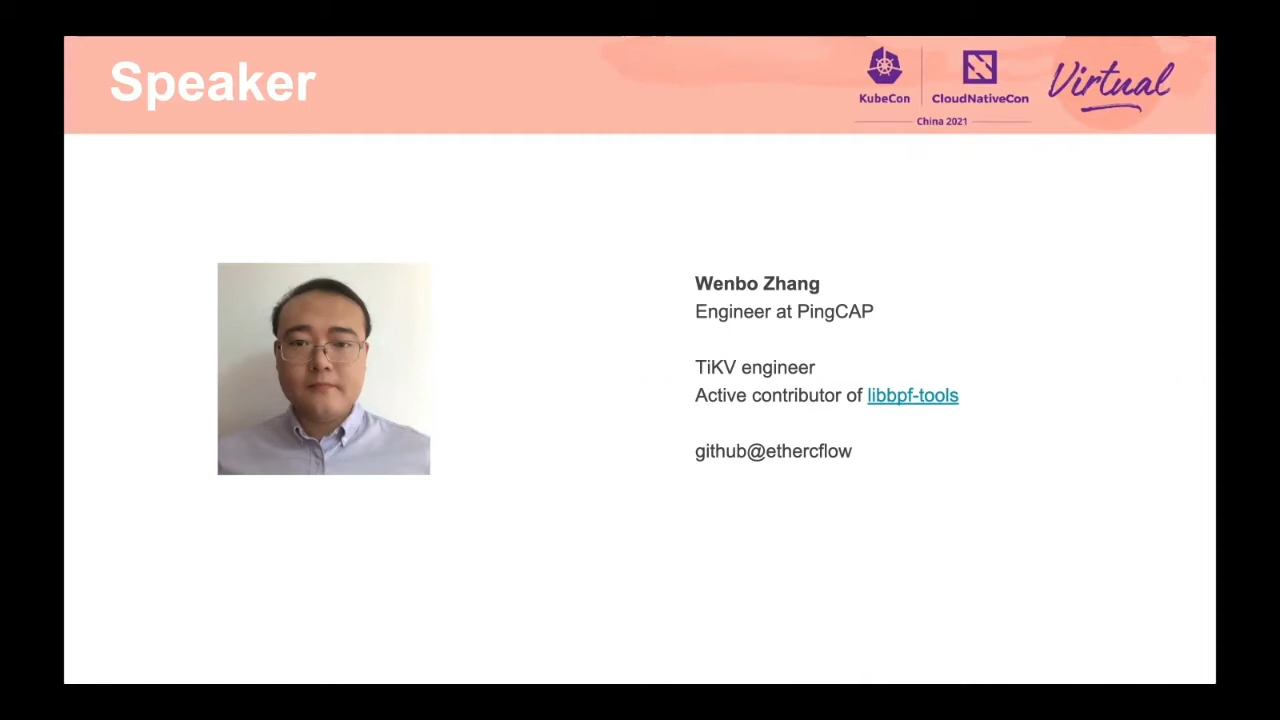 Speaker
KubeCon
CloudNativeCon
China 2021
Virtual
Wenbo Zhang
Engineer at PingCAP
TiKV engineer
Active contributor of libbpf-tools
github@ethercflow